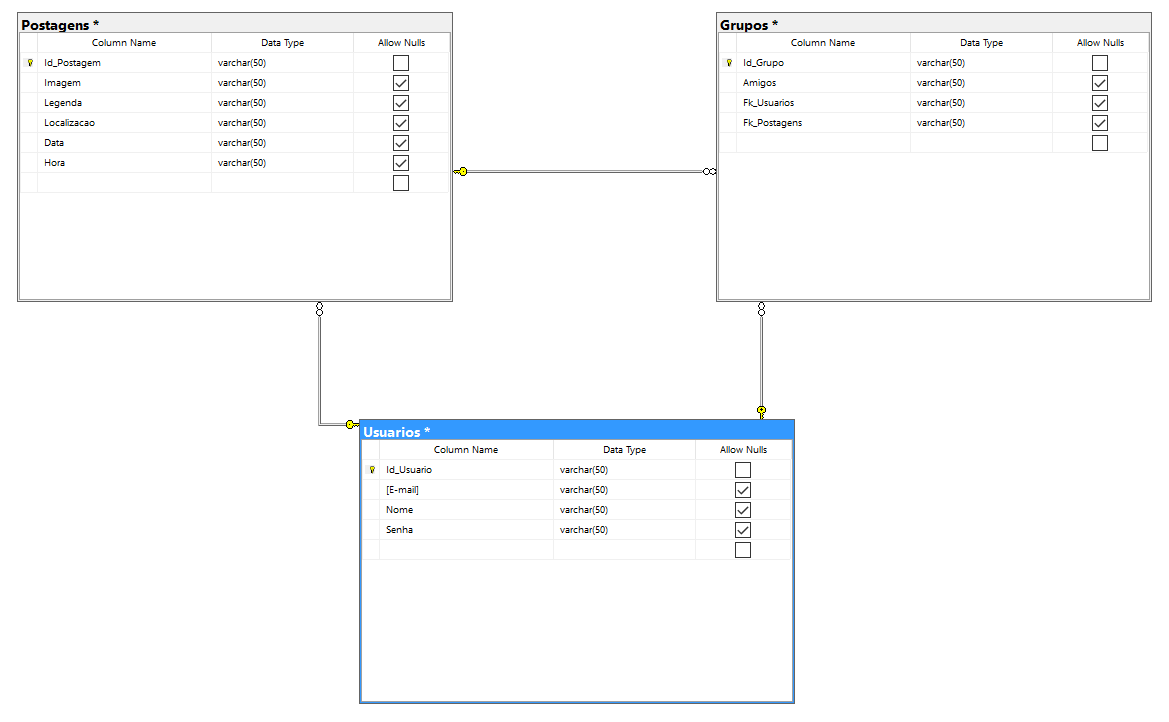 Postagens *
Column Name Data Type Allow Nulls
Id_Postagem varchar(50)
Imagem varchar(50)
Legenda varchar(50)
Localizacao varchar(50)
Data varchar(50)
Hora varchar(50)
Grupos *
Column Name Data Type Allow Nulls
Id_Grupo varchar(50)
Amigos varchar(50)
Fk_Usuarios varchar(50)
Fk_Postagens varchar(50)
Usuarios *
Column Name Data Type Allow Nulls
Id_Usuario varchar(50)
[E-mail] varchar(50)
Nome varchar(50)
Senha varchar(50)